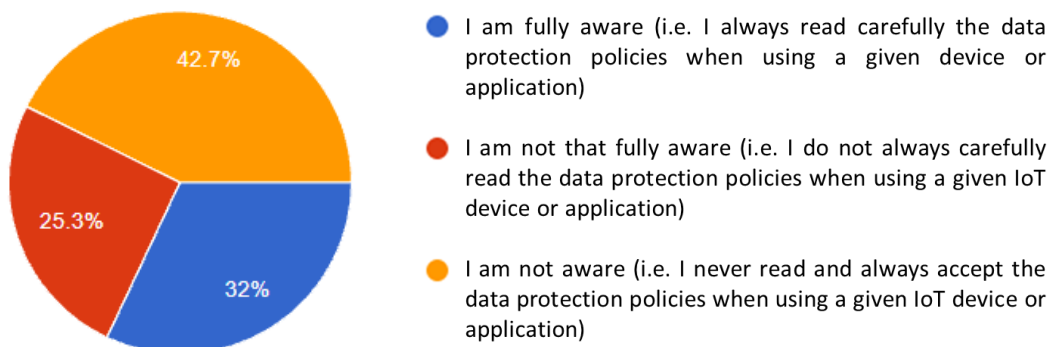 42.7%
25.3%
32%
I am fully aware (i.e. I always read carefully the data
protection policies when using a given device or
application)
I am not that fully aware (i.e. I do not always carefully
read the data protection policies when using a given IoT
device or application)
I am not aware (i.e. I never read and always accept the
data protection policies when using a given IoT device or
application)